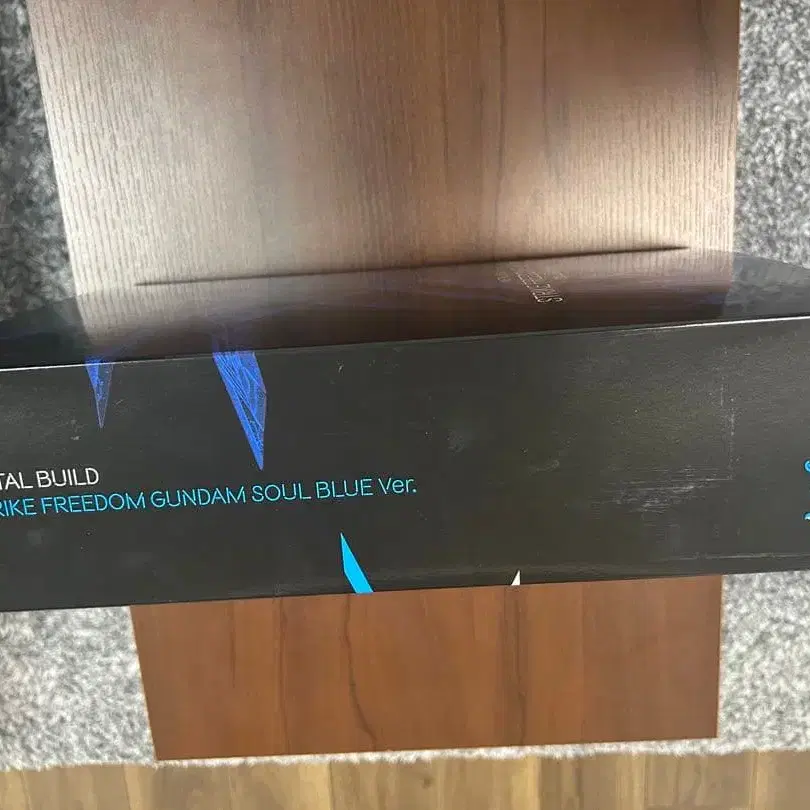 TAL BUILD
RIKE FREEDOM GUNDAM SOUL BLUE Ver.